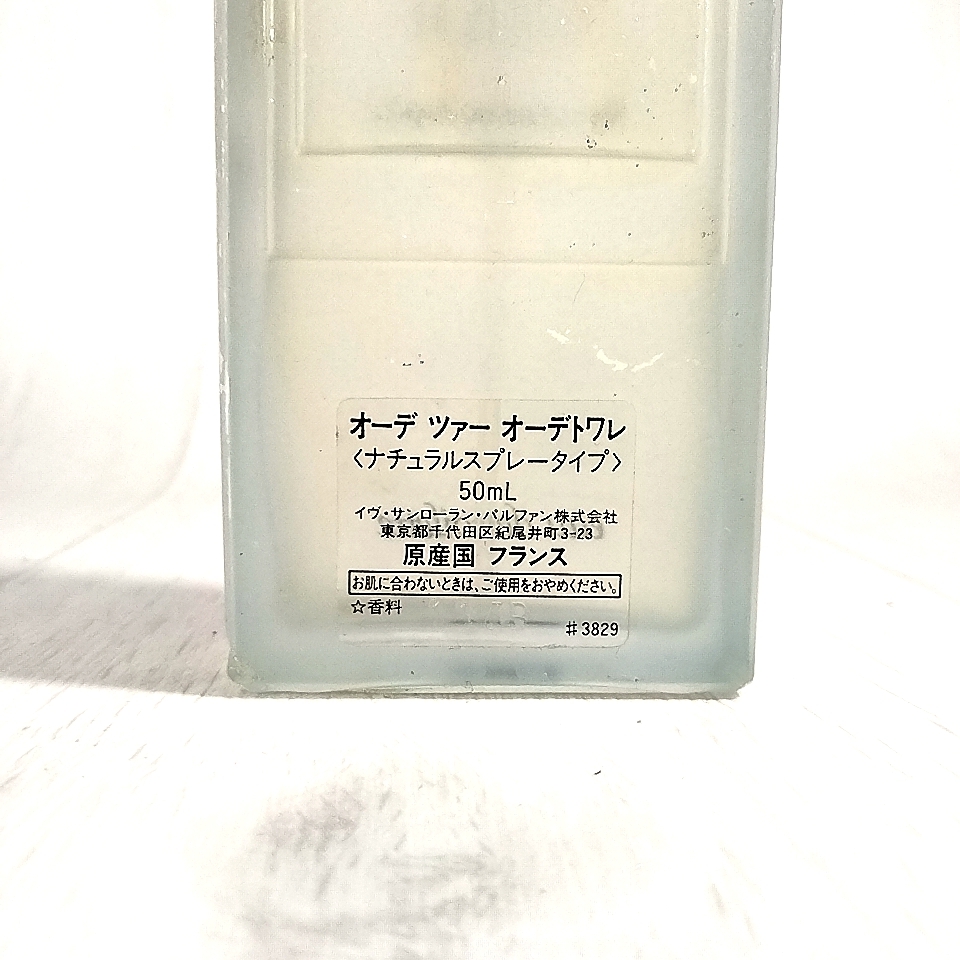 オーデ ツァー オーデトワレ
〈ナチュラルスプレータイプ〉
50mL
イヴ・サンローラン・パルファン株式会社
東京都千代田区紀尾井町3-23
原産国 フランス
お肌に合わないときは、ご使用をおやめください。
☆香料
♯3829